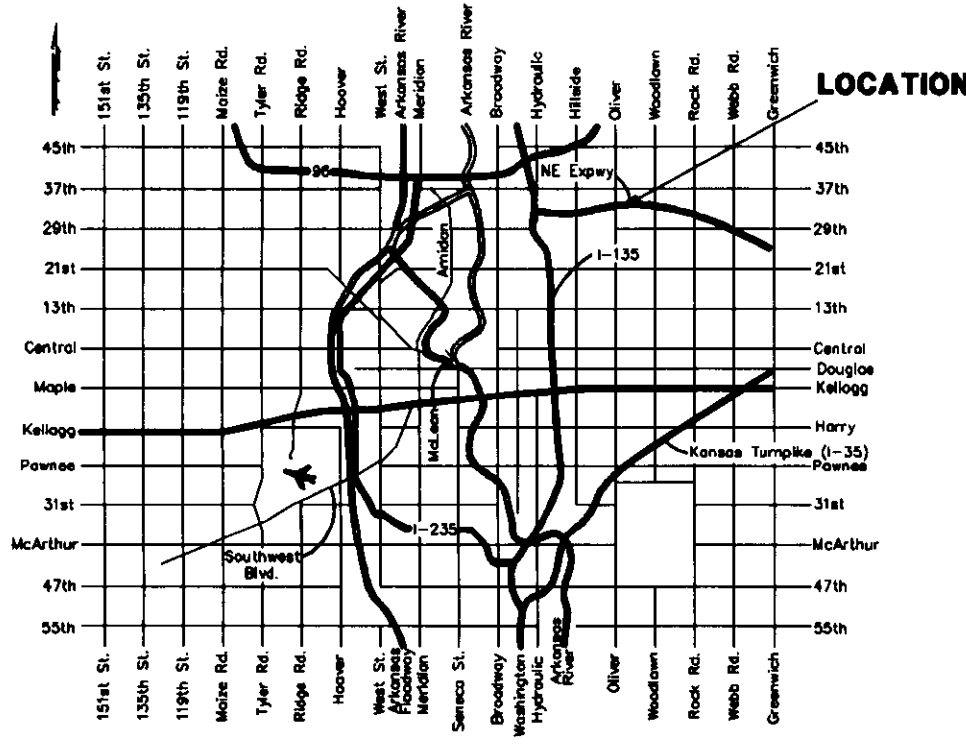 151st St.
135th St.
119th St.
Maize Rd.
Tyler Rd.
Ridge Rd.
Hoover
West St.
Arkansas River
Meridian
Arkansas River
Broadway
Hydraulic
Hillside
Oliver
Woodlawn
Rock Rd.
Webb Rd.
Greenwich
LOCATION
45th
45th
96
NE Expwy
37th
37th
29th
29th
Amidon
I-135
21st
21st
13th
13th
Central
Central
Douglas
Maple
Kellogg
McLean
Kellogg
Harry
Kansas Turnpike (I-35)
Pawnee
Pawnee
31st
31st
I-235
McArthur
McArthur
Southwest
Blvd.
47th
47th
55th
55th
151st St.
135th St.
119th St.
Maize Rd.
Tyler Rd.
Ridge Rd.
Hoover
West St.
Arkansas
Floodway
Meridian
Seneca St.
Broadway
Washington
Hydraulic
Arkansas
River
Oliver
Woodlawn
Rock Rd.
Webb Rd.
Greenwich